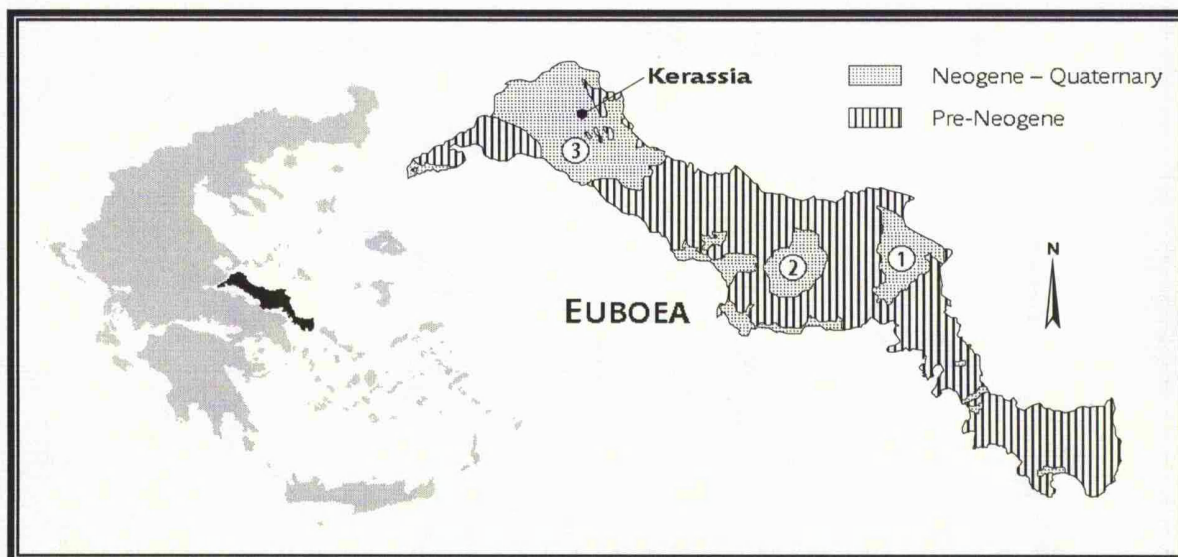 Kerassia
Neogene – Quaternary
Pre-Neogene
3
N
1
2
EUBOEA